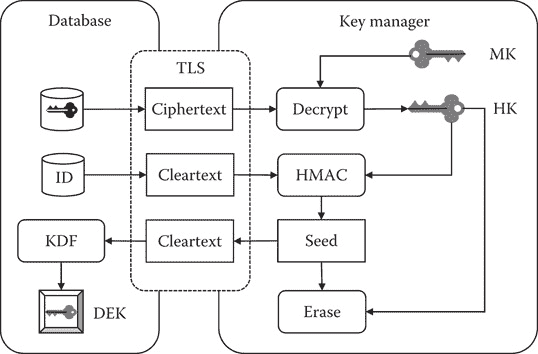 Database
Key manager
TLS
MK
Ciphertext
Decrypt
HK
ID
Cleartext
HMAC
KDF
Cleartext
Seed
DEK
Erase